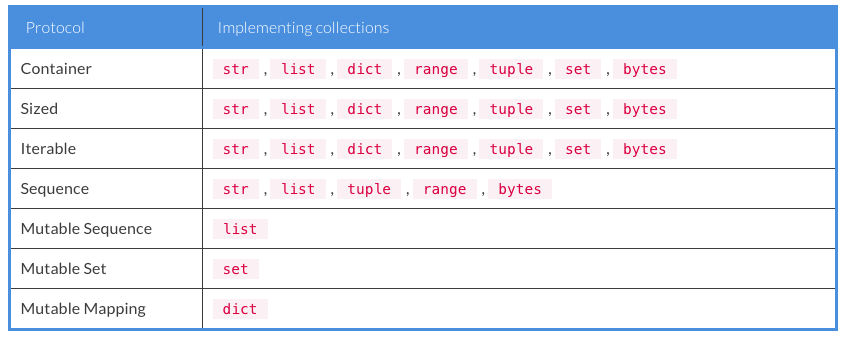 Protocol Implementing collections
Container str , list , dict , range , tuple , set , bytes
Sized str , list , dict , range , tuple , set , bytes
Iterable str , list , dict , range , tuple , set , bytes
Sequence str , list , tuple , range , bytes
Mutable Sequence list
Mutable Set set
Mutable Mapping dict